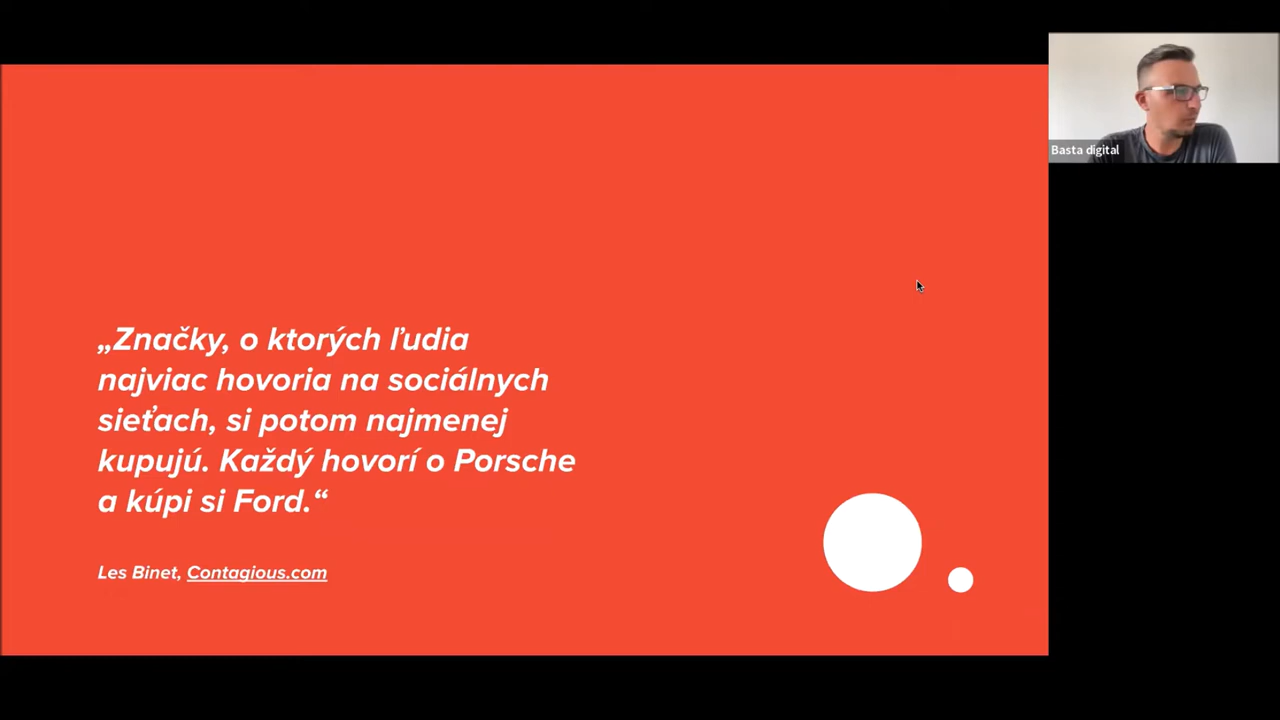 „Značky, o ktorých ľudia
najviac hovoria na sociálnych
sieťach, si potom najmenej
kupujú. Každý hovorí o Porsche
a kúpi si Ford.“
Les Binet, Contagious.com
Basta digital